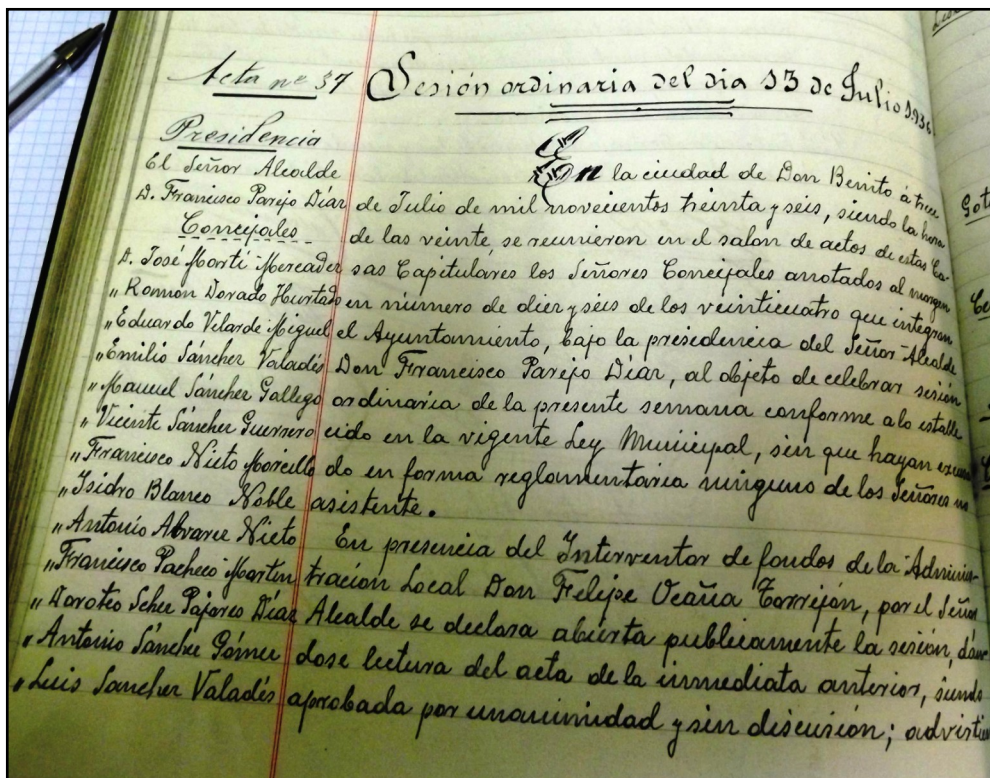 Acta nº 37 Sesión ordinaria del dia 13 de Julio 1936
Presidencia
El Señor Alcalde
D. Francisco Parejo Díaz
Concejales
D. José Martí Mercader
" Román Dorado Hurtado
" Eduardo Velarde Miguel
" Emilio Sánchez Valadés
" Manuel Sánchez Gallego
" Vicente Sánchez Guerrero
" Francisco Nieto Morcillo
" Isidro Blanco Noble
" Antonio Alvarez Nieto
" Francisco Pacheco Martín
" Doroteo Pajares Díaz
" Antonio Sánchez Gómez
" Luis Sanchez Valadés
En la ciudad de Don Benito á trece
de Julio de mil novecientos treinta y seis, siendo la hora
de las veinte se reunieron en el salon de actos de estas Ca-
sas Capitulares los Señores Concejales anotados al margen
en número de diez y seis de los veinticuatro que integran
el Ayuntamiento, bajo la presidencia del Señor Alcalde
Don Francisco Parejo Díaz, al objeto de celebrar sesión
ordinaria de la presente semana conforme a lo estable
cido en la vigente Ley Municipal, sin que hayan excusa
do en forma reglamentaria ninguno de los Señores no
asistente.
En presencia del Interventor de fondos de la Adminis-
tración Local Don Felipe Ocaña Torrejón, por el Señor
Alcalde se declara abierta publicamente la sesión, dán-
dose lectura del acta de la inmediata anterior, siendo
aprobada por unanimidad y sin discusión; advirtien